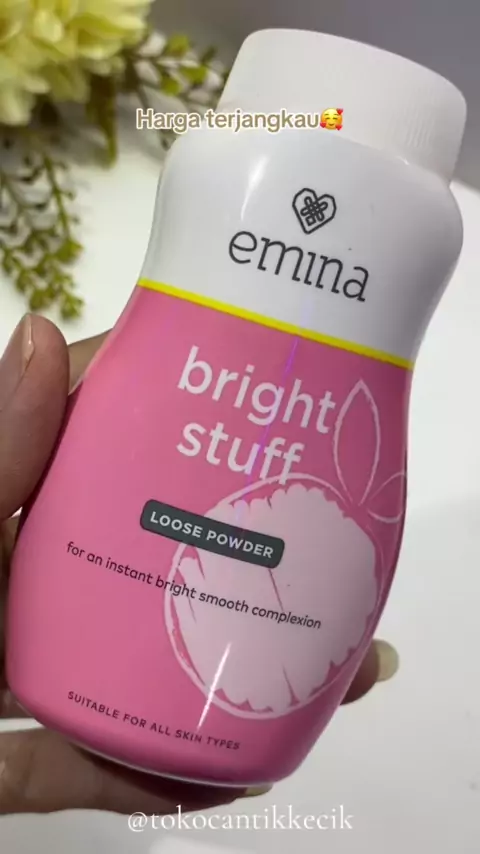 Harga terjangkau🥰
emina
bright
stuff
LOOSE POWDER
for an instant bright smooth complexion
SUITABLE FOR ALL SKIN TYPES
@tokocantikkecik